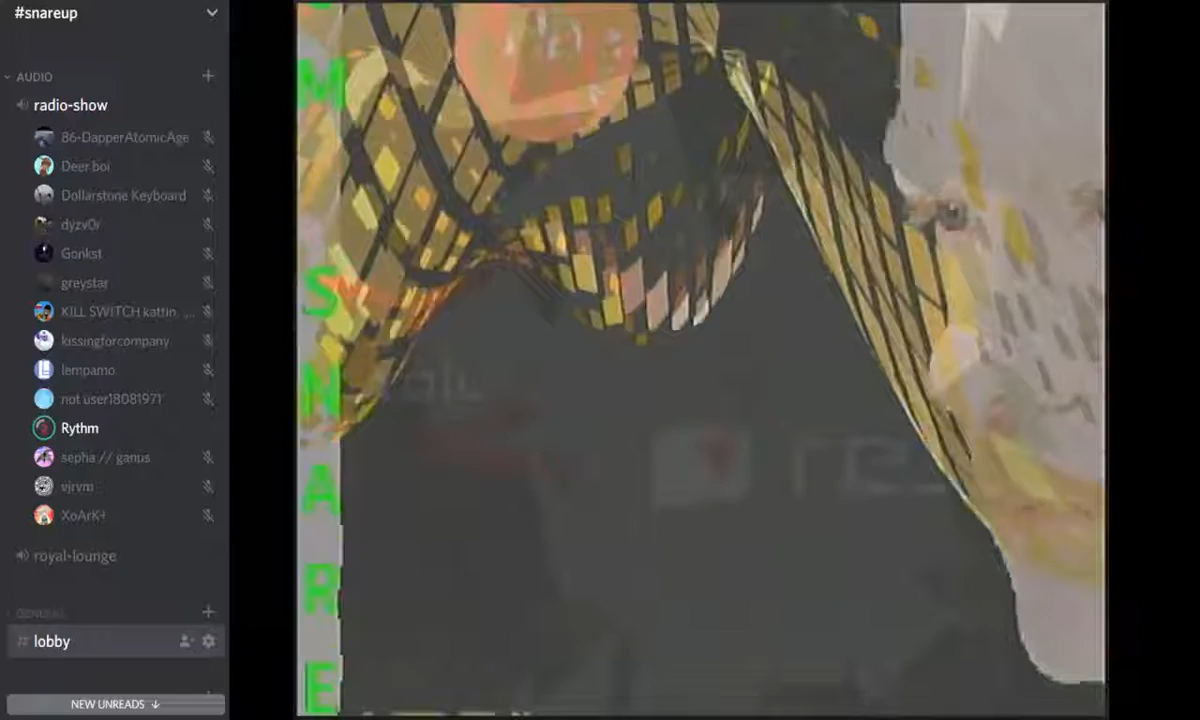 #snareup
AUDIO
radio-show
86-DapperAtomicAge
Deer boi
Dollarstone Keyboard
dyzv0r
Gonkst
greystar
KILL SWITCH kattin. ...
kissingforcompany
lempamo
not user18081971
Rythm
sepha // ganus
vjrvm
XoArK+
royal-lounge
GENERAL
lobby
NEW UNREADS ↓
M
S
N
A
R
E